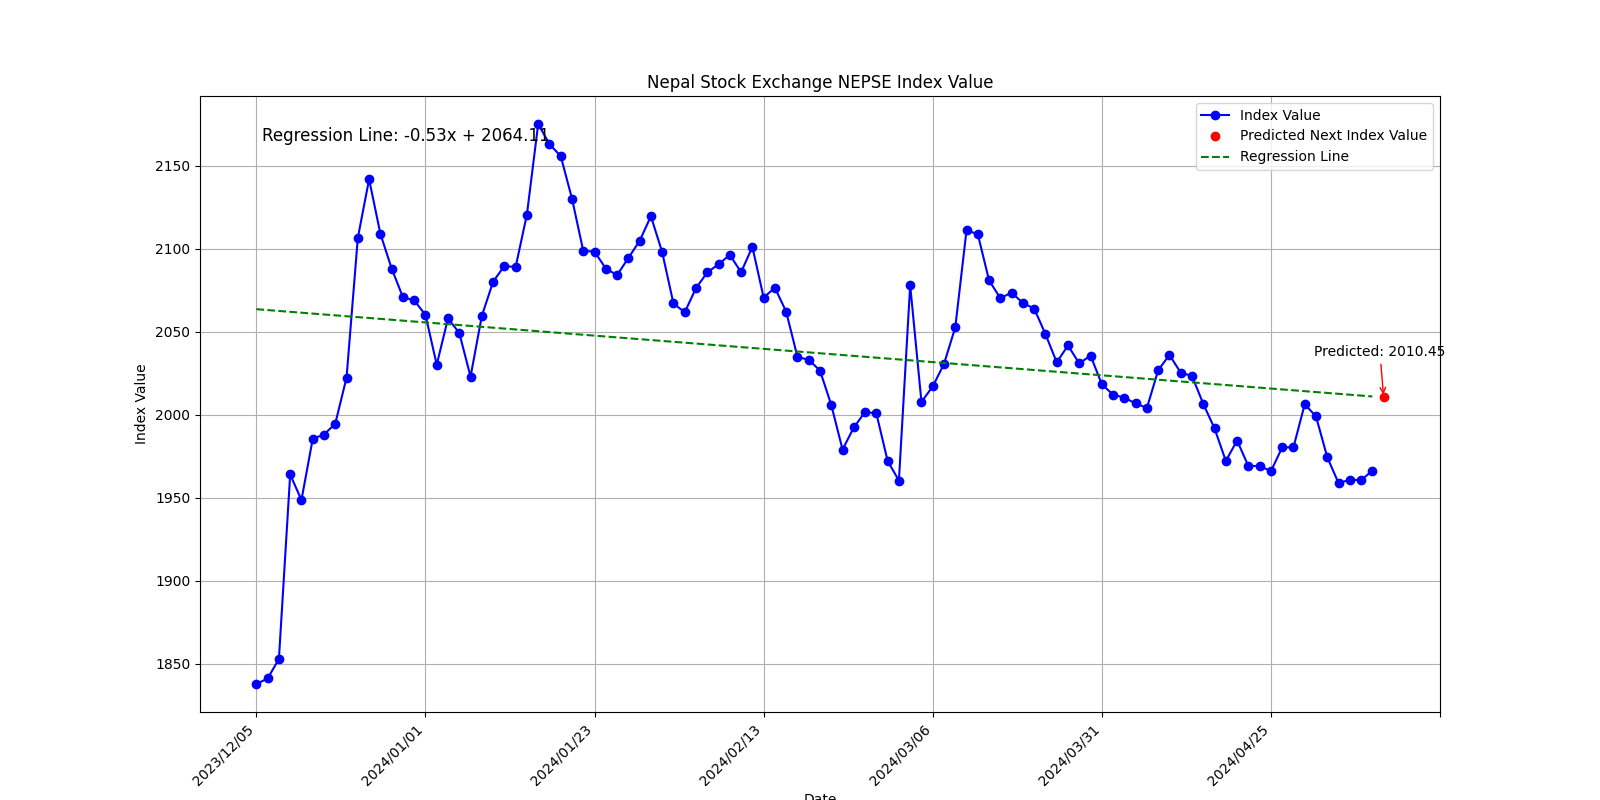 Nepal Stock Exchange NEPSE Index Value
Regression Line: -0.53x + 2064.11
Index Value
Predicted Next Index Value
Regression Line
Predicted: 2010.45
Index Value
2150
2100
2050
2000
1950
1900
1850
2023/12/05
2024/01/01
2024/01/23
2024/02/13
2024/03/06
2024/03/31
2024/04/25
Date